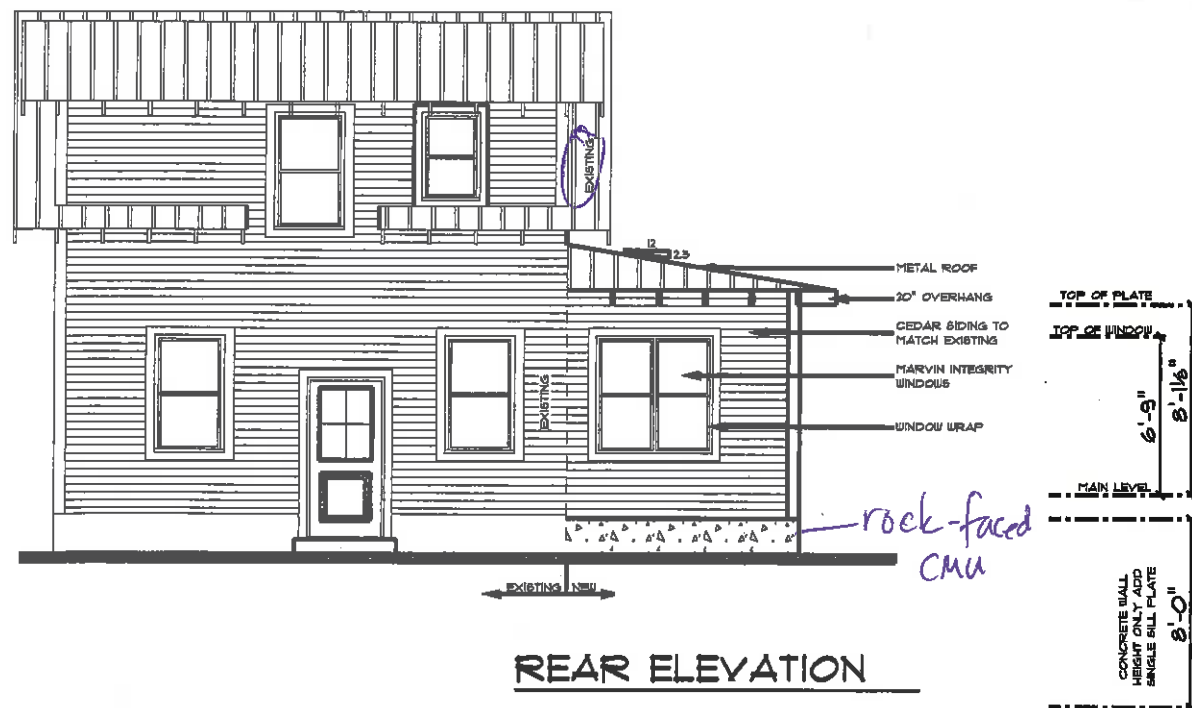 EXISTING
12
2.5
METAL ROOF
20" OVERHANG
TOP OF PLATE
CEDAR SIDING TO
MATCH EXISTING
TOP OF WINDOW
MARVIN INTEGRITY
WINDOWS
6'-9"
8'-1 1/8"
EXISTING
WINDOW WRAP
MAIN LEVEL
rock-faced
CMU
EXISTING NEW
CONCRETE WALL
HEIGHT ONLY ADD
SINGLE SILL PLATE
8'-0"
REAR ELEVATION